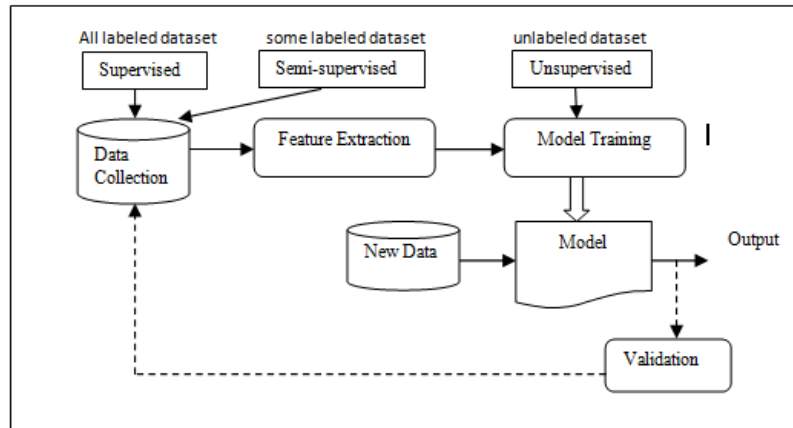 All labeled dataset
some labeled dataset
unlabeled dataset
Supervised
Semi-supervised
Unsupervised
Data
Collection
Feature Extraction
Model Training
New Data
Model
Output
Validation